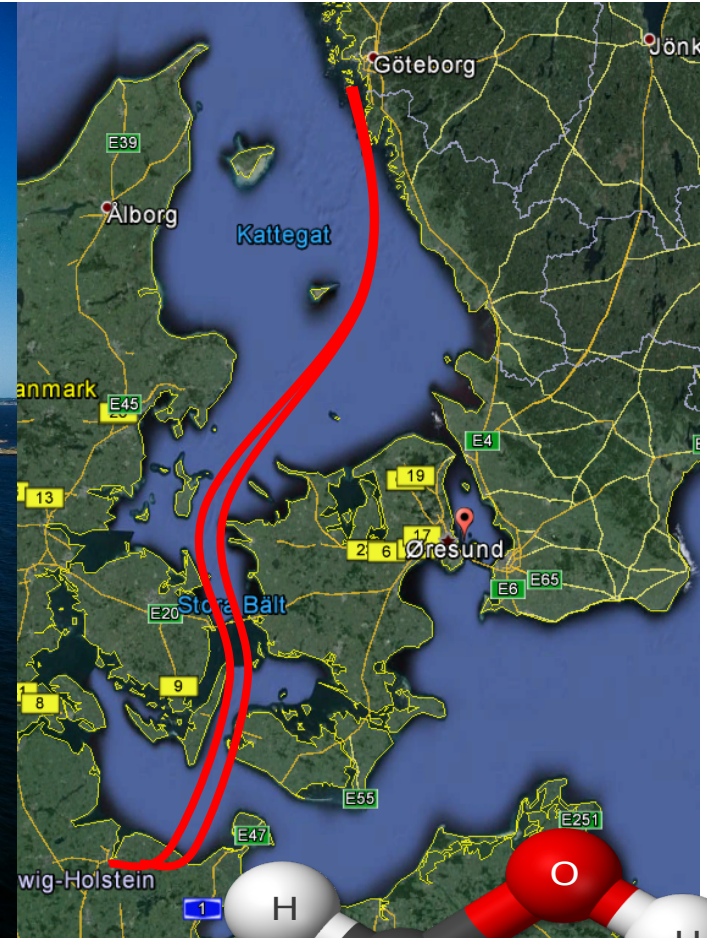 Jönk
Göteborg
E39
Ålborg
Kattegat
anmark
E45
E4
19
13
17
6
Øresund
E65
E6
E20
Stora Bält
9
8
E55
E251
E47
O
wig-Holstein
1
H